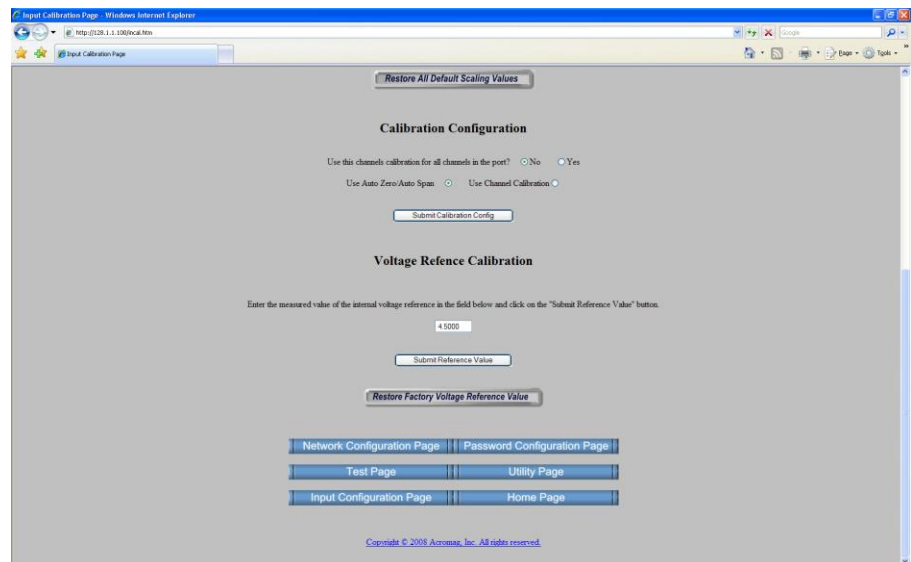 Input Calibration Page - Windows Internet Explorer
http://128.1.1.100/incal.htm
Google
Input Calibration Page
Page
Tools
Restore All Default Scaling Values
Calibration Configuration
Use this channels calibration for all channels in the port? No Yes
Use Auto Zero/Auto Span Use Channel Calibration
Submit Calibration Config
Voltage Refence Calibration
Enter the measured value of the internal voltage reference in the field below and click on the "Submit Reference Value" button.
4.5000
Submit Reference Value
Restore Factory Voltage Reference Value
Network Configuration Page Password Configuration Page
Test Page Utility Page
Input Configuration Page Home Page
Copyright © 2008 Acromag, Inc. All rights reserved.